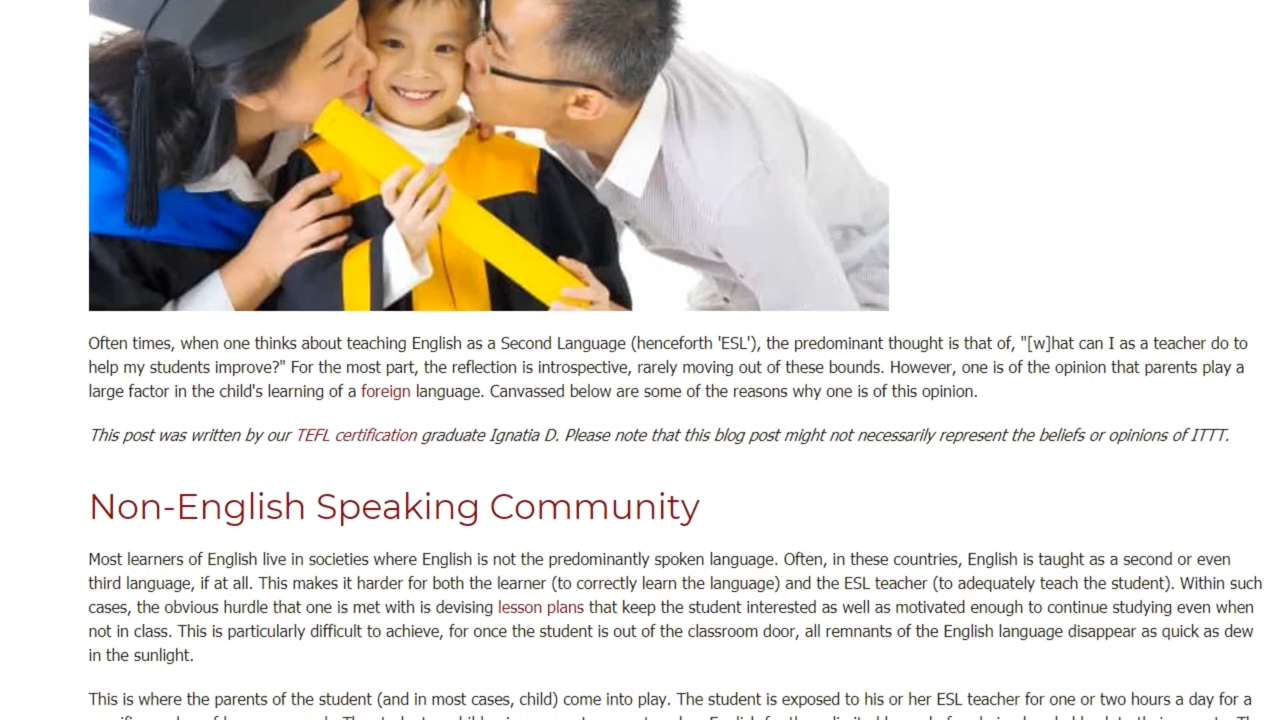 Often times, when one thinks about teaching English as a Second Language (henceforth 'ESL'), the predominant thought is that of, "[w]hat can I as a teacher do to
help my students improve?" For the most part, the reflection is introspective, rarely moving out of these bounds. However, one is of the opinion that parents play a
large factor in the child's learning of a foreign language. Canvassed below are some of the reasons why one is of this opinion.
This post was written by our TEFL certification graduate Ignatia D. Please note that this blog post might not necessarily represent the beliefs or opinions of ITTT.
Non-English Speaking Community
Most learners of English live in societies where English is not the predominantly spoken language. Often, in these countries, English is taught as a second or even
third language, if at all. This makes it harder for both the learner (to correctly learn the language) and the ESL teacher (to adequately teach the student). Within such
cases, the obvious hurdle that one is met with is devising lesson plans that keep the student interested as well as motivated enough to continue studying even when
not in class. This is particularly difficult to achieve, for once the student is out of the classroom door, all remnants of the English language disappear as quick as dew
in the sunlight.
This is where the parents of the student (and in most cases, child) come into play. The student is exposed to his or her ESL teacher for one or two hours a day for a